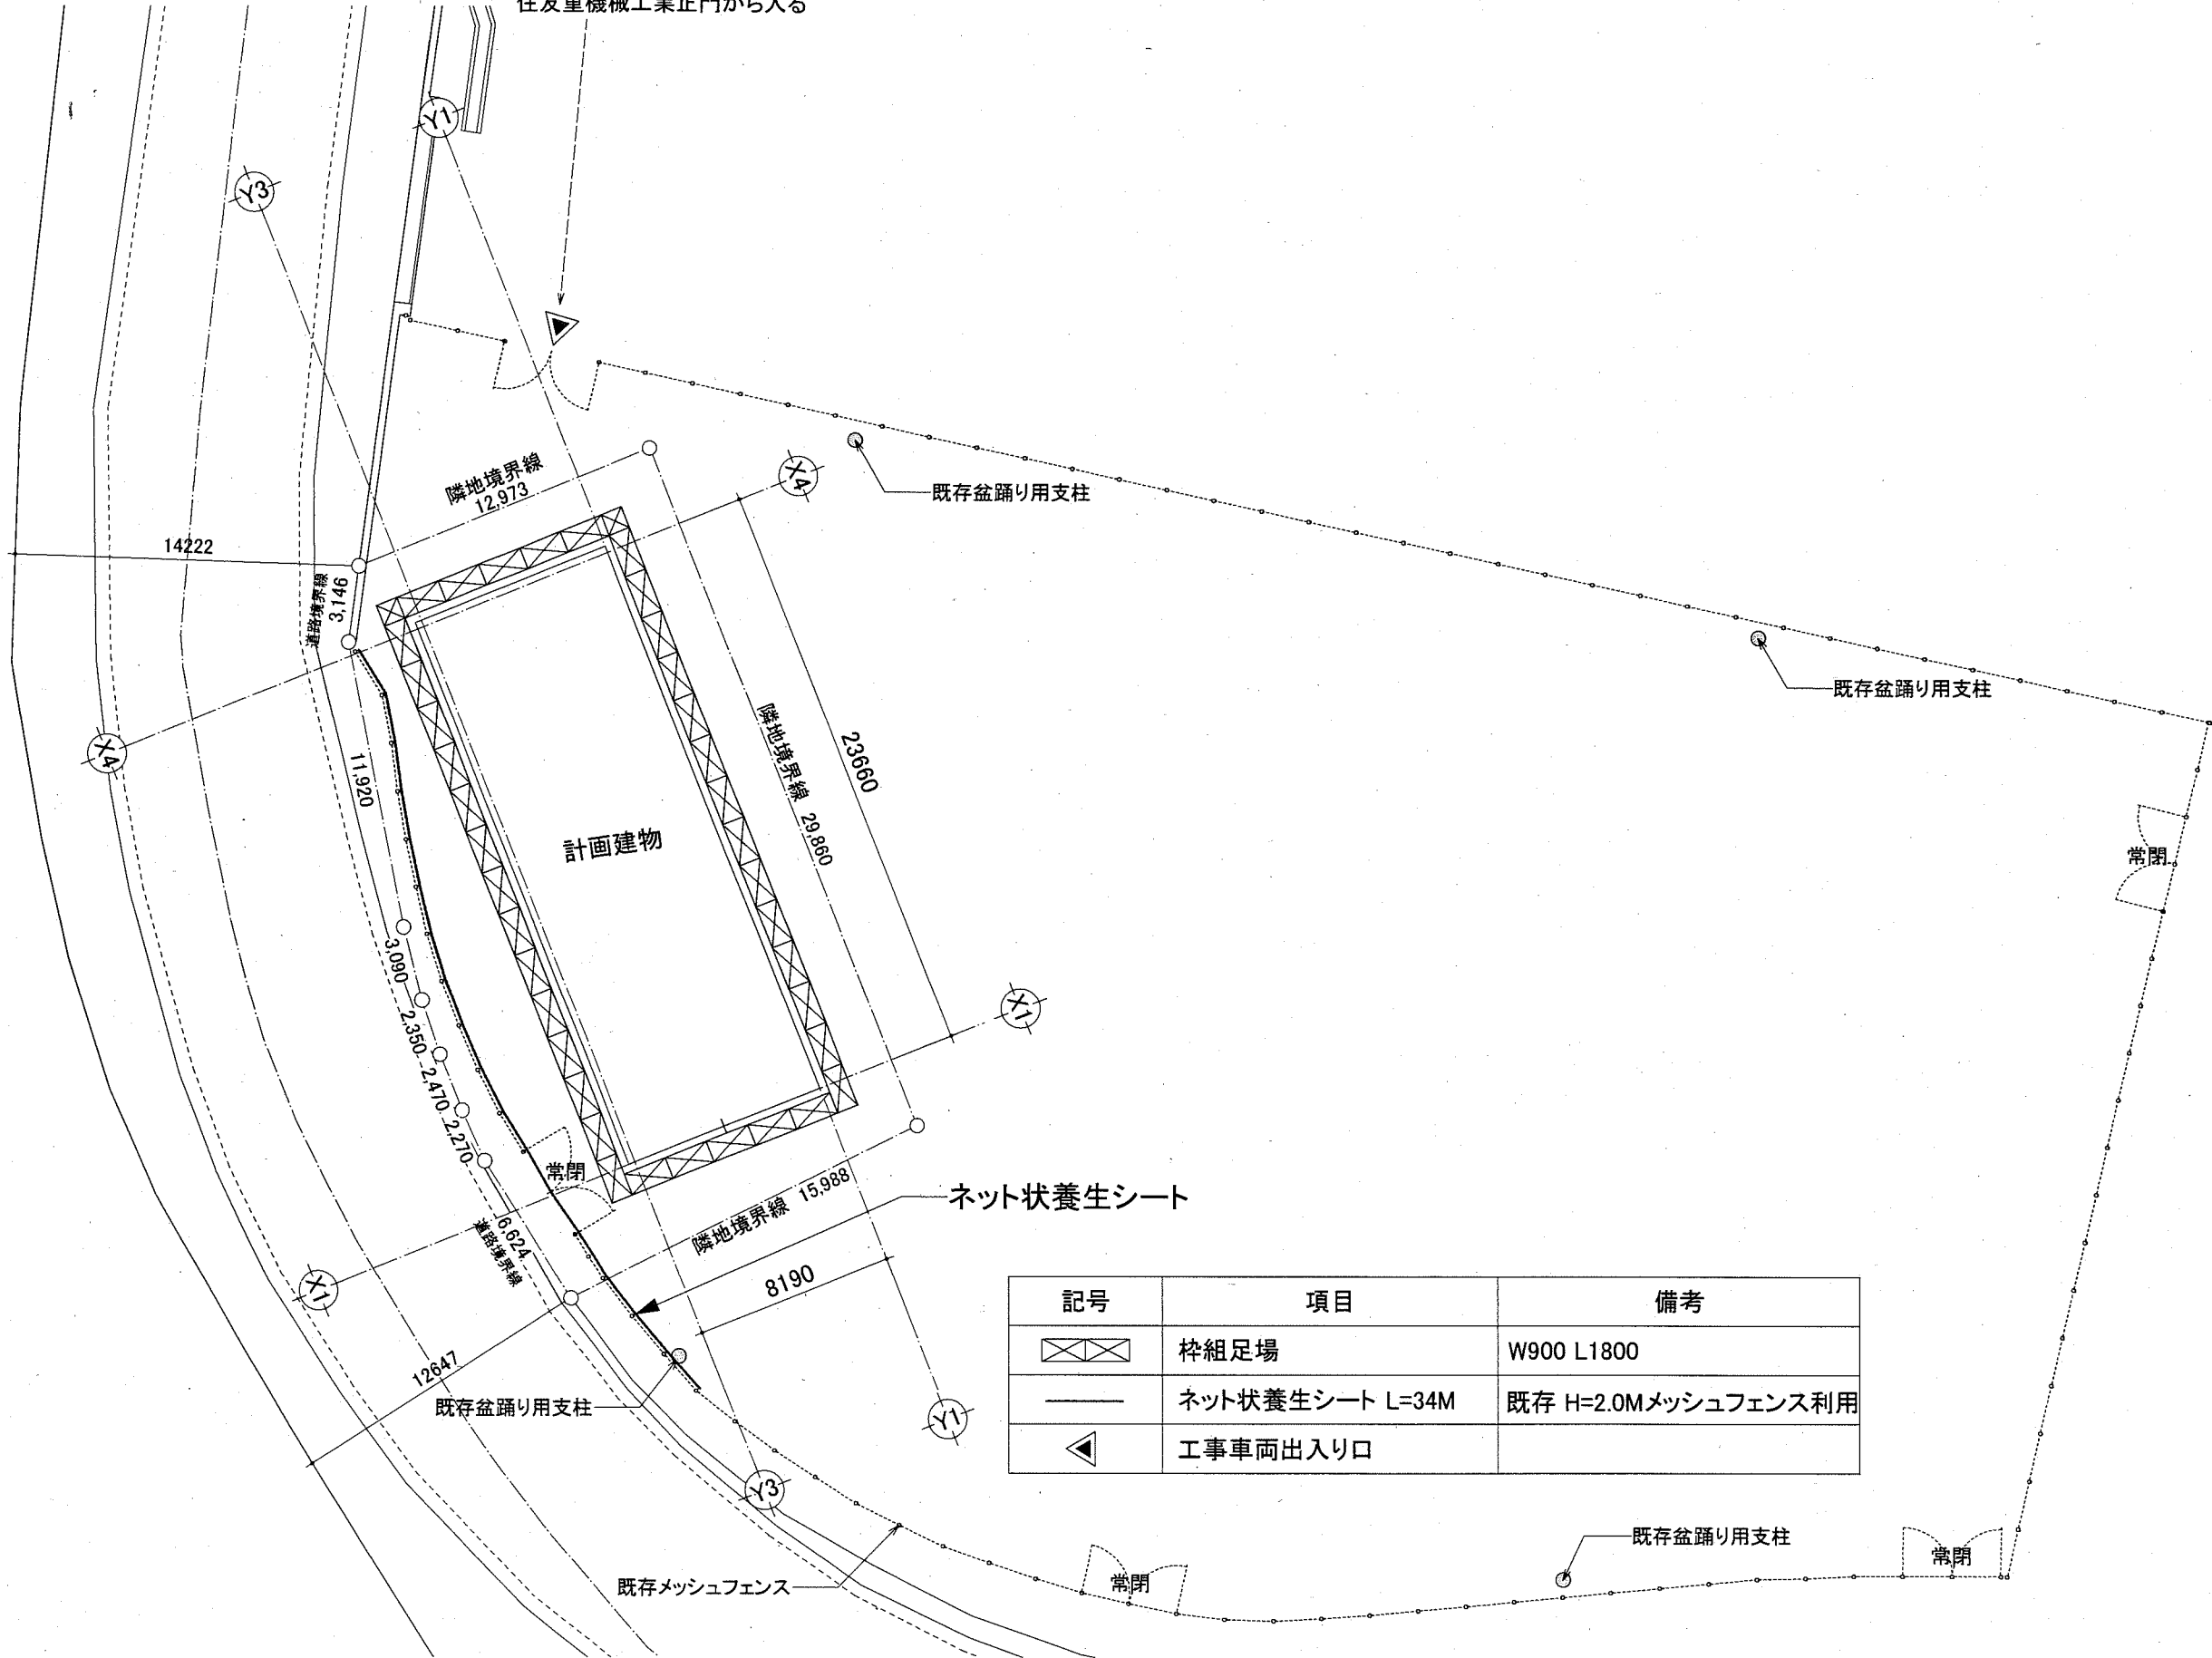 住友重機械工業正門から入る
Y1
Y3
隣地境界線
12,973
X4
既存盆踊り用支柱
14222
道路境界線
3,146
既存盆踊り用支柱
X4
11,920
隣地境界線 29,860
23660
計画建物
常閉
3,090
2,350
2,470
2,270
X1
常閉
隣地境界線 15,988
ネット状養生シート
6,624
道路境界線
X1
8190
12647
既存盆踊り用支柱
Y1
Y3
記号 項目 備考
枠組足場 W900 L1800
ネット状養生シート L=34M 既存 H=2.0Mメッシュフェンス利用
工事車両出入り口
既存盆踊り用支柱
既存メッシュフェンス
常閉
常閉